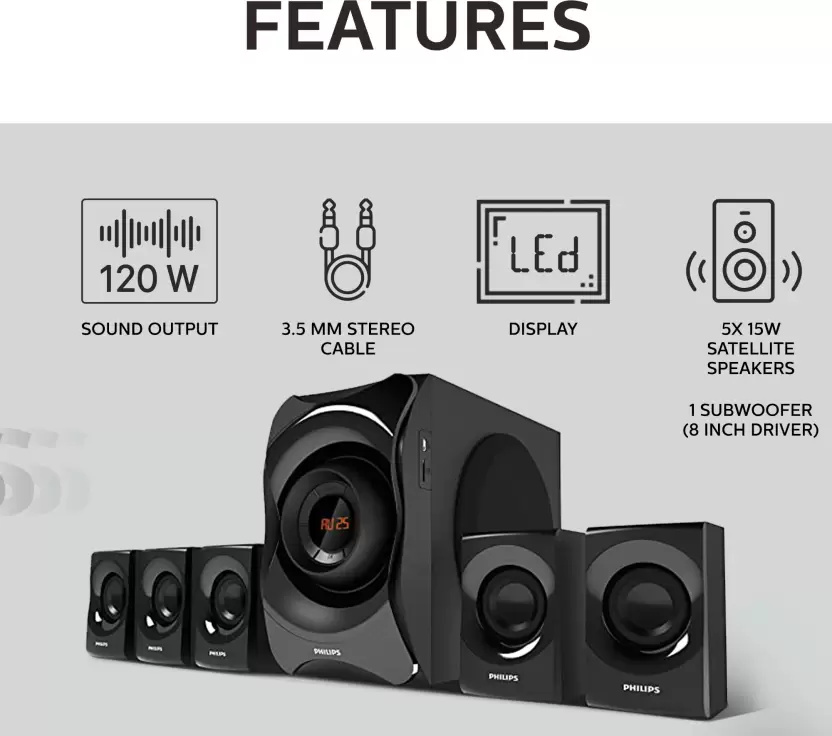 FEATURES
120 W
LEd
SOUND OUTPUT
3.5 MM STEREO
CABLE
DISPLAY
5X 15W
SATELLITE
SPEAKERS
1 SUBWOOFER
(8 INCH DRIVER)
AU 25
PHILIPS
PHILIPS
PHILIPS
PHILIPS
PHILIPS
PHILIPS